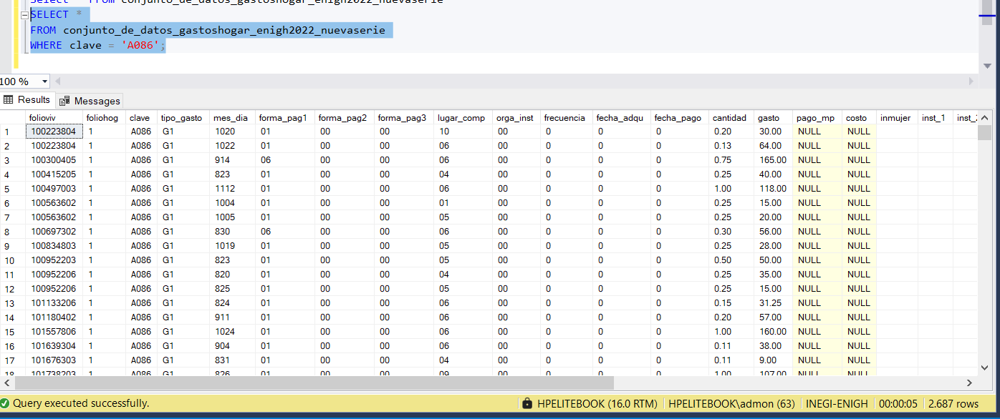 SELECT *
FROM conjunto_de_datos_gastoshogar_enigh2022_nuevaserie
WHERE clave = 'A086';
100 %
Results Messages
folioviv foliohog clave tipo_gasto mes_dia forma_pag1 forma_pag2 forma_pag3 lugar_comp orga_inst frecuencia fecha_adqu fecha_pago cantidad gasto pago_mp costo inmujer inst_1 inst_2
1 100223804 1 A086 G1 1020 01 00 00 10 00 0 0 0 0.20 30.00 NULL NULL
2 100223804 1 A086 G1 1022 01 00 00 06 00 0 0 0 0.13 64.00 NULL NULL
3 100300405 1 A086 G1 914 06 00 00 06 00 0 0 0 0.75 165.00 NULL NULL
4 100415205 1 A086 G1 823 01 00 00 04 00 0 0 0 0.25 40.00 NULL NULL
5 100497003 1 A086 G1 1112 01 00 00 06 00 0 0 0 1.00 118.00 NULL NULL
6 100563602 1 A086 G1 1004 01 00 00 01 00 0 0 0 0.25 15.00 NULL NULL
7 100563602 1 A086 G1 1005 01 00 00 05 00 0 0 0 0.25 20.00 NULL NULL
8 100697302 1 A086 G1 830 06 00 00 06 00 0 0 0 0.30 56.00 NULL NULL
9 100834803 1 A086 G1 1019 01 00 00 05 00 0 0 0 0.25 28.00 NULL NULL
10 100952203 1 A086 G1 823 01 00 00 05 00 0 0 0 0.50 50.00 NULL NULL
11 100952206 1 A086 G1 820 01 00 00 04 00 0 0 0 0.25 35.00 NULL NULL
12 100952206 1 A086 G1 825 01 00 00 05 00 0 0 0 0.25 15.00 NULL NULL
13 101133206 1 A086 G1 824 01 00 00 06 00 0 0 0 0.15 31.25 NULL NULL
14 101180402 1 A086 G1 911 01 00 00 06 00 0 0 0 0.20 57.00 NULL NULL
15 101557806 1 A086 G1 1024 01 00 00 06 00 0 0 0 1.00 160.00 NULL NULL
16 101639304 1 A086 G1 904 01 00 00 06 00 0 0 0 0.11 38.00 NULL NULL
17 101676303 1 A086 G1 831 01 00 00 04 00 0 0 0 0.11 9.00 NULL NULL
18 101738203 1 A086 G1 826 01 00 00 09 00 0 0 0 1.00 107.00 NULL NULL
Query executed successfully. HPELITEBOOK (16.0 RTM) HPELITEBOOK\admon (63) INEGI-ENIGH 00:00:05 2.687 rows